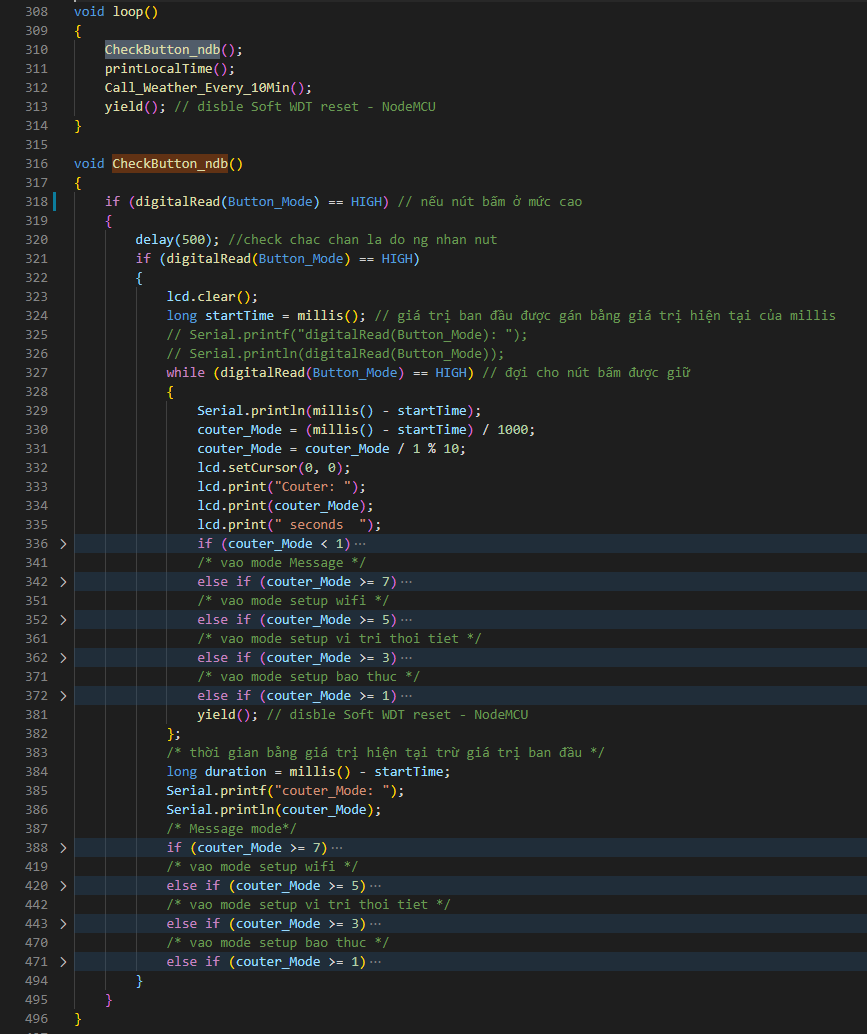 308 void loop()
309 {
310     CheckButton_ndb();
311     printLocalTime();
312     Call_Weather_Every_10Min();
313     yield(); // disble Soft WDT reset - NodeMCU
314 }
315
316 void CheckButton_ndb()
317 {
318     if (digitalRead(Button_Mode) == HIGH) // nếu nút bấm ở mức cao
319     {
320         delay(500); //check chac chan la do ng nhan nut
321         if (digitalRead(Button_Mode) == HIGH)
322         {
323             lcd.clear();
324             long startTime = millis(); // giá trị ban đầu được gán bằng giá trị hiện tại của millis
325             // Serial.printf("digitalRead(Button_Mode): ");
326             // Serial.println(digitalRead(Button_Mode));
327             while (digitalRead(Button_Mode) == HIGH) // đợi cho nút bấm được giữ
328             {
329                 Serial.println(millis() - startTime);
330                 couter_Mode = (millis() - startTime) / 1000;
331                 couter_Mode = couter_Mode / 1 % 10;
332                 lcd.setCursor(0, 0);
333                 lcd.print("Couter: ");
334                 lcd.print(couter_Mode);
335                 lcd.print(" seconds  ");
336 >               if (couter_Mode < 1) ···
341                 /* vao mode Message */
342 >               else if (couter_Mode >= 7) ···
351                 /* vao mode setup wifi */
352 >               else if (couter_Mode >= 5) ···
361                 /* vao mode setup vi tri thoi tiet */
362 >               else if (couter_Mode >= 3) ···
371                 /* vao mode setup bao thuc */
372 >               else if (couter_Mode >= 1) ···
381                 yield(); // disble Soft WDT reset - NodeMCU
382             };
383             /* thời gian bằng giá trị hiện tại trừ giá trị ban đầu */
384             long duration = millis() - startTime;
385             Serial.printf("couter_Mode: ");
386             Serial.println(couter_Mode);
387             /* Message mode*/
388 >           if (couter_Mode >= 7) ···
419             /* vao mode setup wifi */
420 >           else if (couter_Mode >= 5) ···
442             /* vao mode setup vi tri thoi tiet */
443 >           else if (couter_Mode >= 3) ···
470             /* vao mode setup bao thuc */
471 >           else if (couter_Mode >= 1) ···
494         }
495     }
496 }